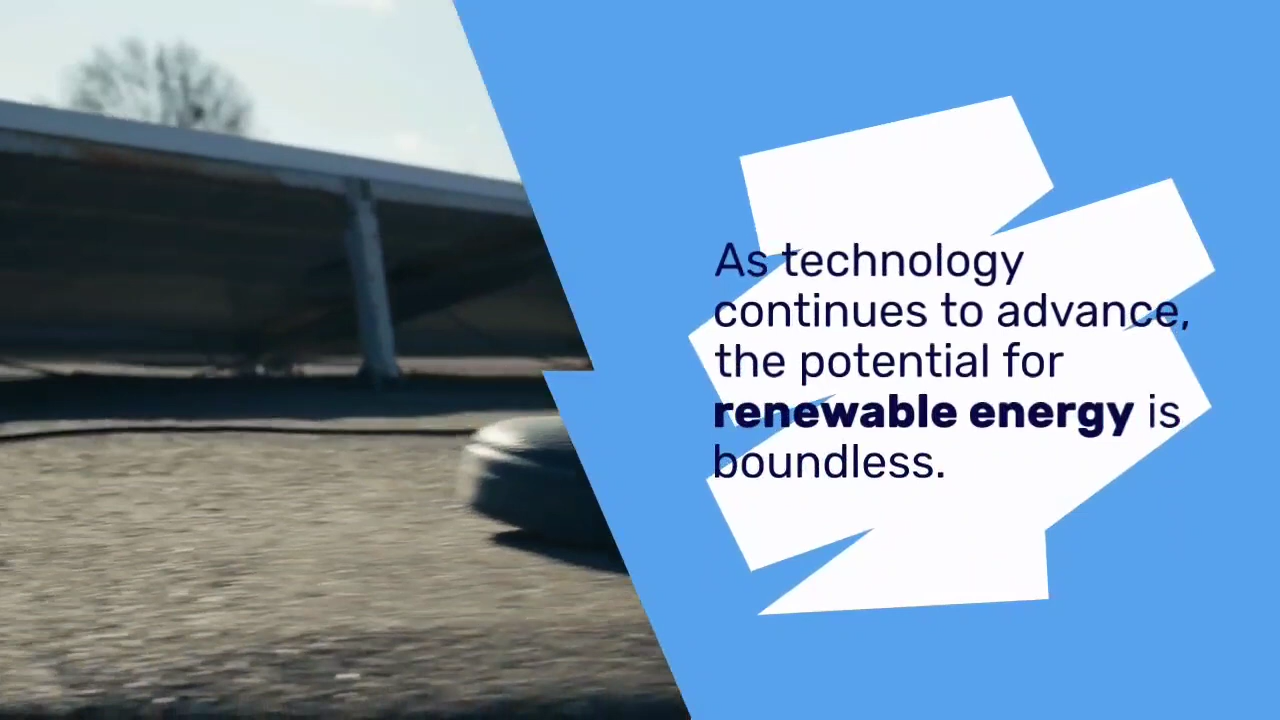 As technology
continues to advance,
the potential for
renewable energy is
boundless.